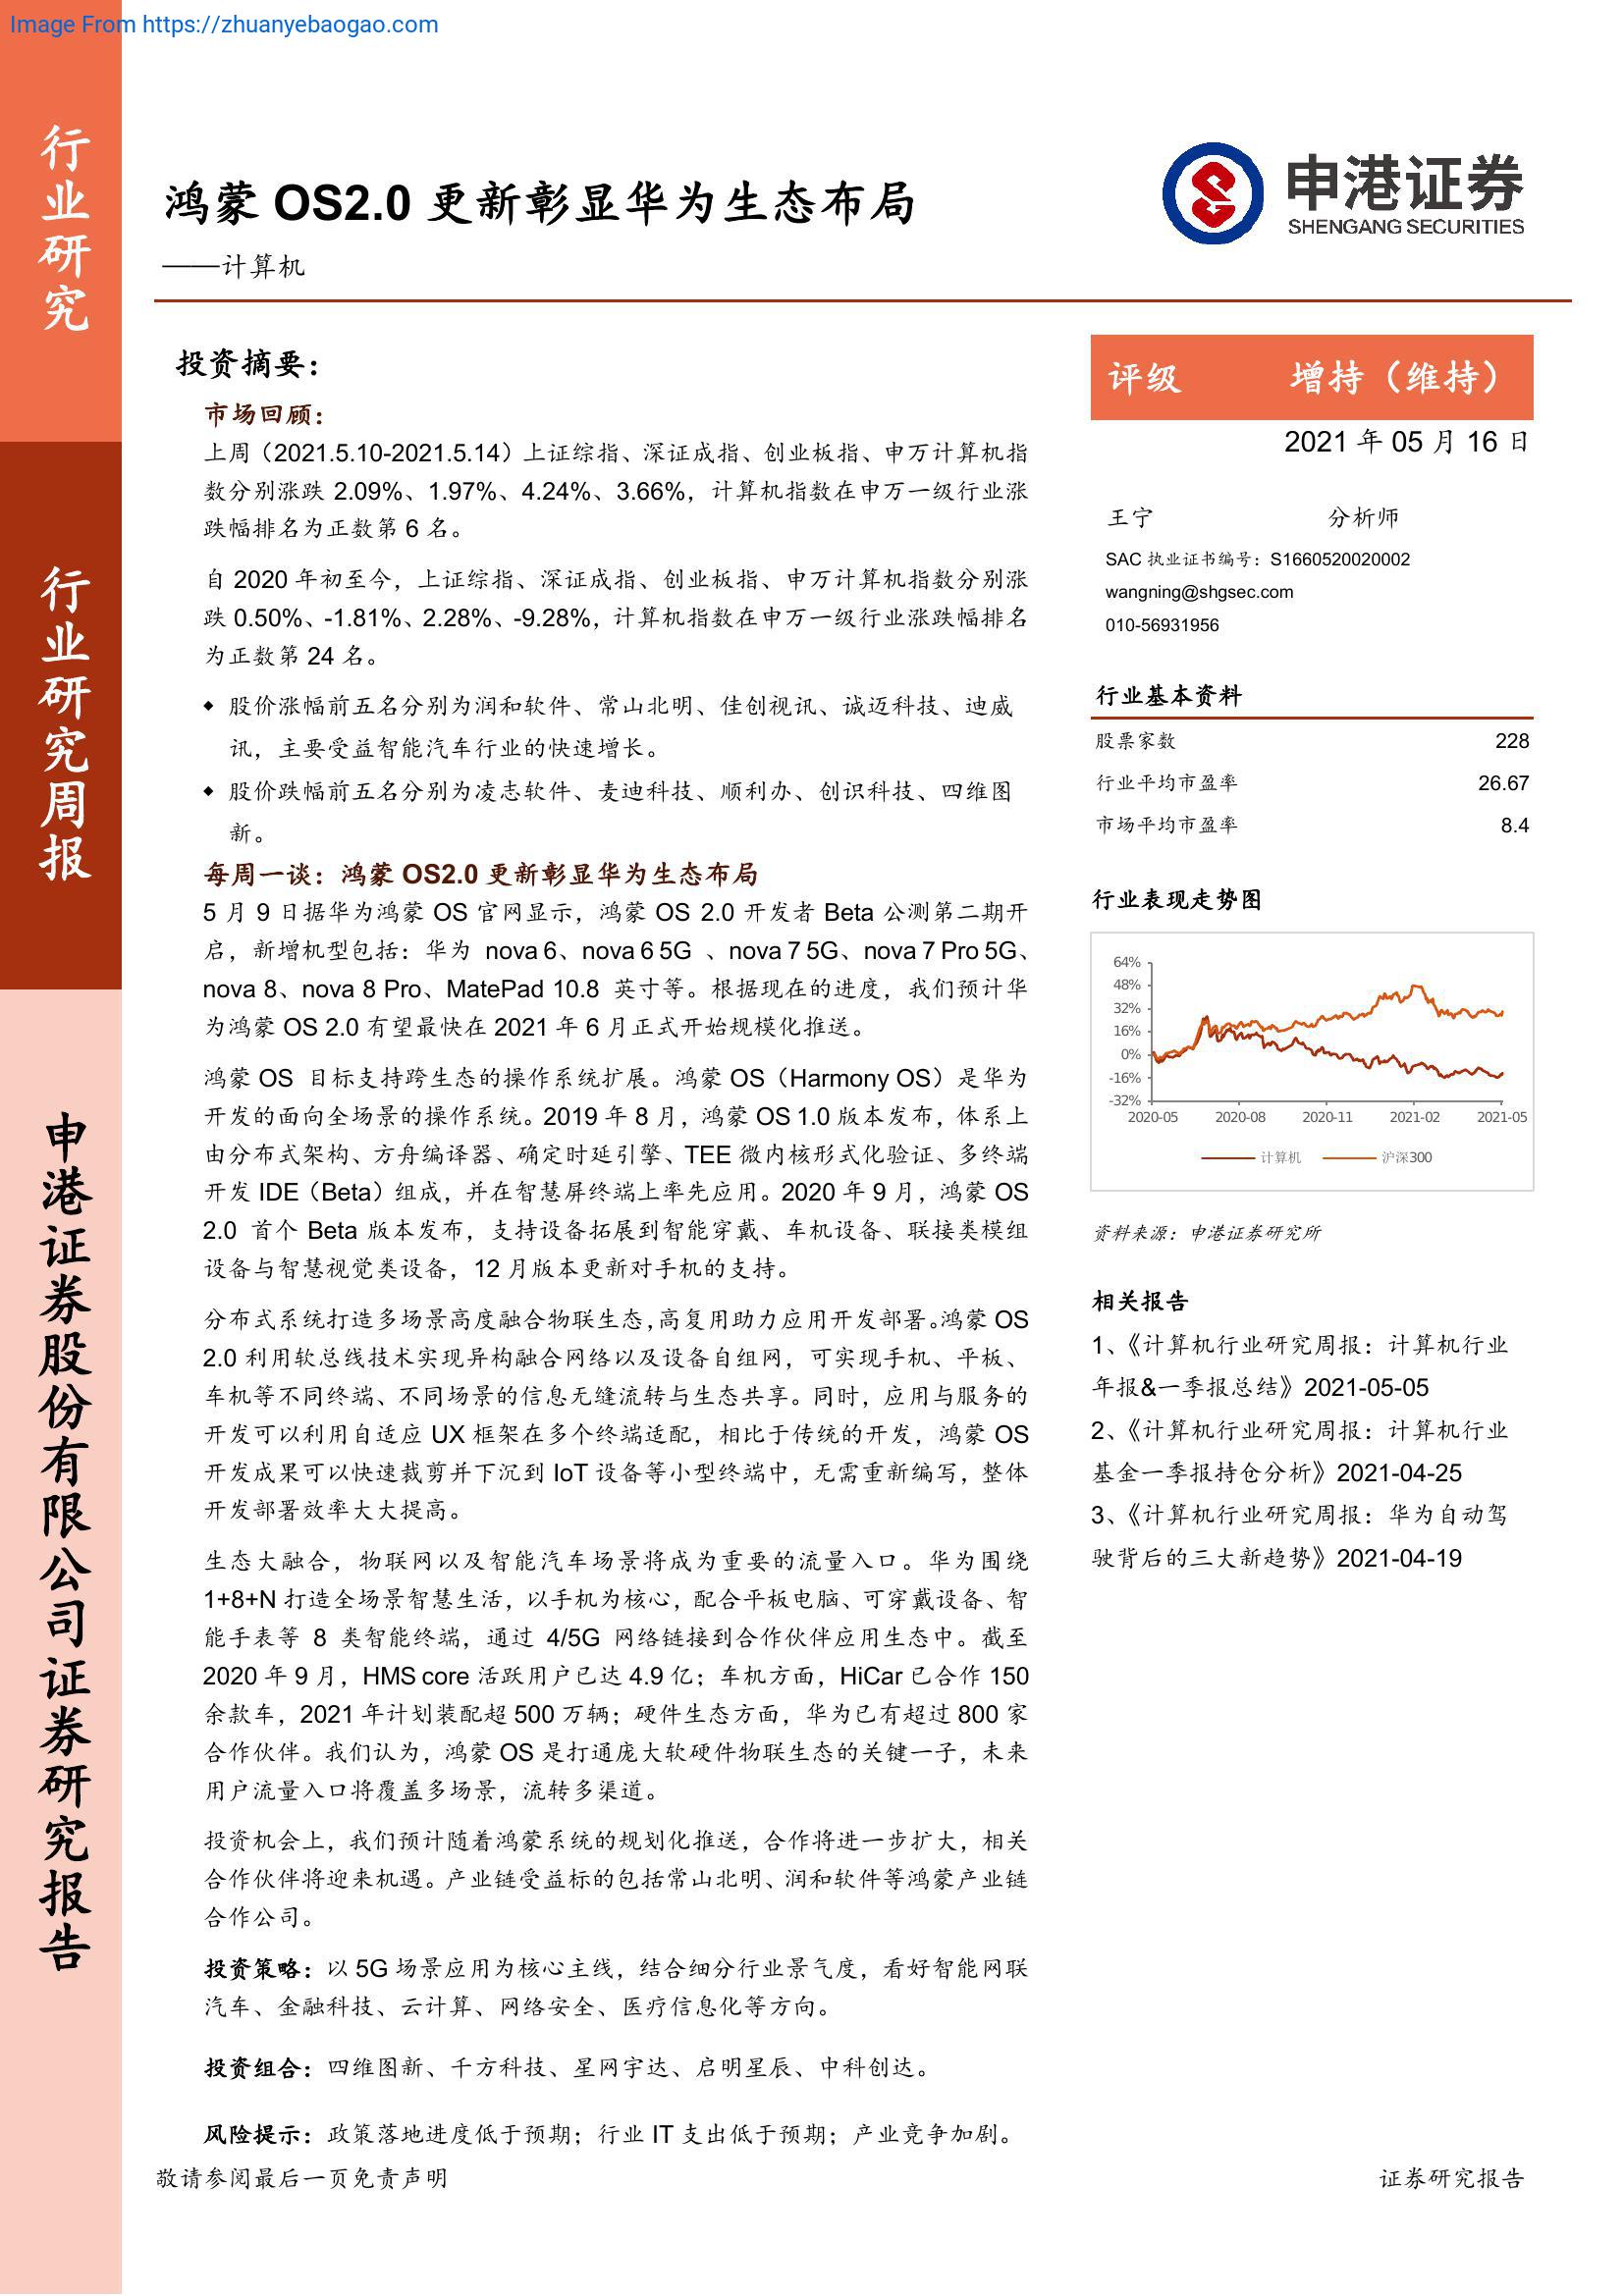 Image From https://zhuanyebaogao.com
行业研究
行业研究周报
申港证券股份有限公司证券研究报告
鸿蒙 OS2.0 更新彰显华为生态布局
——计算机
申港证券
SHENGANG SECURITIES
投资摘要：
市场回顾：
上周（2021.5.10-2021.5.14）上证综指、深证成指、创业板指、申万计算机指
数分别涨跌 2.09%、1.97%、4.24%、3.66%，计算机指数在申万一级行业涨
跌幅排名为正数第 6 名。
自 2020 年初至今，上证综指、深证成指、创业板指、申万计算机指数分别涨
跌 0.50%、-1.81%、2.28%、-9.28%，计算机指数在申万一级行业涨跌幅排名
为正数第 24 名。
◆ 股价涨幅前五名分别为润和软件、常山北明、佳创视讯、诚迈科技、迪威
讯，主要受益智能汽车行业的快速增长。
◆ 股价跌幅前五名分别为凌志软件、麦迪科技、顺利办、创识科技、四维图
新。
每周一谈：鸿蒙 OS2.0 更新彰显华为生态布局
5 月 9 日据华为鸿蒙 OS 官网显示，鸿蒙 OS 2.0 开发者 Beta 公测第二期开
启，新增机型包括：华为 nova 6、nova 6 5G 、nova 7 5G、nova 7 Pro 5G、
nova 8、nova 8 Pro、MatePad 10.8 英寸等。根据现在的进度，我们预计华
为鸿蒙 OS 2.0 有望最快在 2021 年 6 月正式开始规模化推送。
鸿蒙 OS 目标支持跨生态的操作系统扩展。鸿蒙 OS（Harmony OS）是华为
开发的面向全场景的操作系统。2019 年 8 月，鸿蒙 OS 1.0 版本发布，体系上
由分布式架构、方舟编译器、确定时延引擎、TEE 微内核形式化验证、多终端
开发 IDE（Beta）组成，并在智慧屏终端上率先应用。2020 年 9 月，鸿蒙 OS
2.0 首个 Beta 版本发布，支持设备拓展到智能穿戴、车机设备、联接类模组
设备与智慧视觉类设备，12 月版本更新对手机的支持。
分布式系统打造多场景高度融合物联生态,高复用助力应用开发部署。鸿蒙 OS
2.0 利用软总线技术实现异构融合网络以及设备自组网，可实现手机、平板、
车机等不同终端、不同场景的信息无缝流转与生态共享。同时，应用与服务的
开发可以利用自适应 UX 框架在多个终端适配，相比于传统的开发，鸿蒙 OS
开发成果可以快速裁剪并下沉到 IoT 设备等小型终端中，无需重新编写，整体
开发部署效率大大提高。
生态大融合，物联网以及智能汽车场景将成为重要的流量入口。华为围绕
1+8+N 打造全场景智慧生活，以手机为核心，配合平板电脑、可穿戴设备、智
能手表等 8 类智能终端，通过 4/5G 网络链接到合作伙伴应用生态中。截至
2020 年 9 月，HMS core 活跃用户已达 4.9 亿；车机方面，HiCar 已合作 150
余款车，2021 年计划装配超 500 万辆；硬件生态方面，华为已有超过 800 家
合作伙伴。我们认为，鸿蒙 OS 是打通庞大软硬件物联生态的关键一子，未来
用户流量入口将覆盖多场景，流转多渠道。
投资机会上，我们预计随着鸿蒙系统的规划化推送，合作将进一步扩大，相关
合作伙伴将迎来机遇。产业链受益标的包括常山北明、润和软件等鸿蒙产业链
合作公司。
投资策略：以 5G 场景应用为核心主线，结合细分行业景气度，看好智能网联
汽车、金融科技、云计算、网络安全、医疗信息化等方向。
投资组合：四维图新、千方科技、星网宇达、启明星辰、中科创达。
风险提示：政策落地进度低于预期；行业 IT 支出低于预期；产业竞争加剧。
评级 增持（维持）
2021 年 05 月 16 日
王宁 分析师
SAC 执业证书编号：S1660520020002
wangning@shgsec.com
010-56931956
行业基本资料
股票家数 228
行业平均市盈率 26.67
市场平均市盈率 8.4
行业表现走势图
64%
48%
32%
16%
0%
-16%
-32%
2020-05 2020-08 2020-11 2021-02 2021-05
计算机 沪深300
资料来源：申港证券研究所
相关报告
1、《计算机行业研究周报：计算机行业
年报&一季报总结》2021-05-05
2、《计算机行业研究周报：计算机行业
基金一季报持仓分析》2021-04-25
3、《计算机行业研究周报：华为自动驾
驶背后的三大新趋势》2021-04-19
敬请参阅最后一页免责声明
证券研究报告